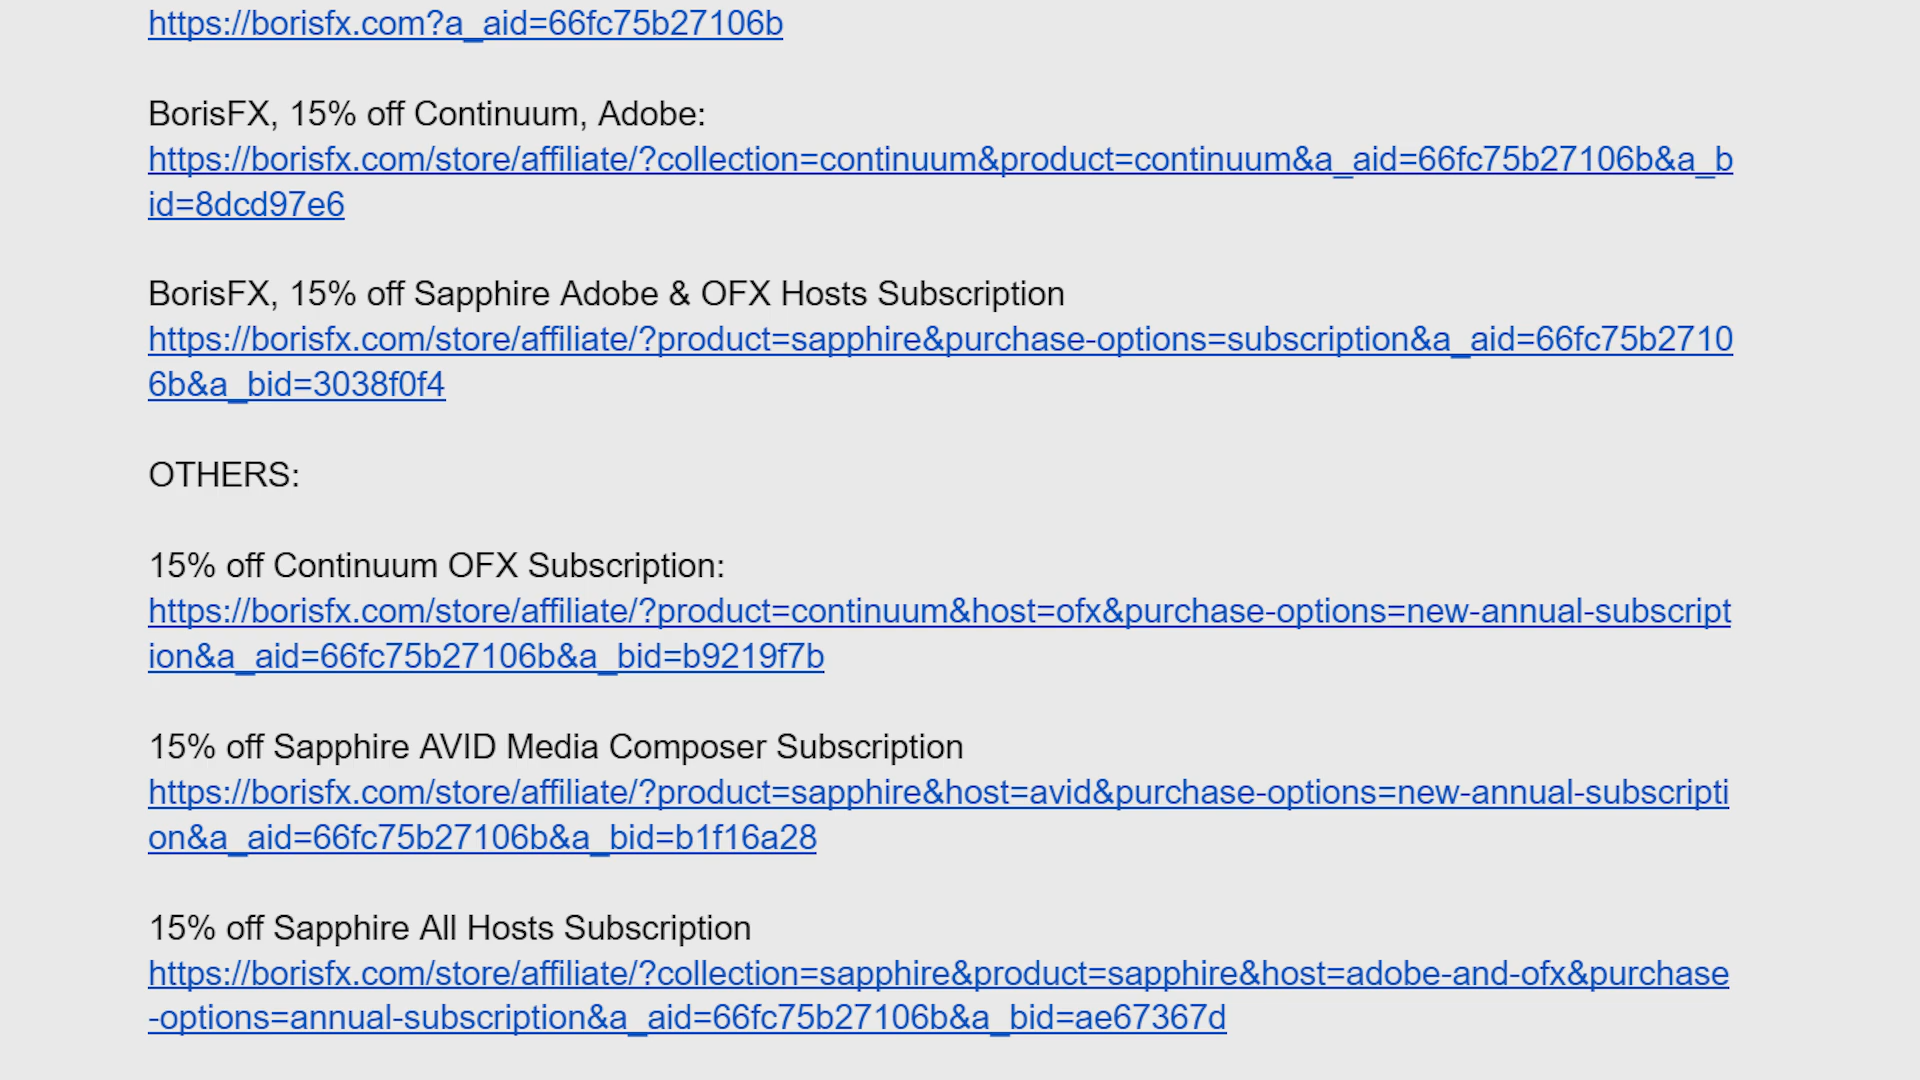 https://borisfx.com?a_aid=66fc75b27106b
BorisFX, 15% off Continuum, Adobe:
https://borisfx.com/store/affiliate/?collection=continuum&product=continuum&a_aid=66fc75b27106b&a_b
id=8dcd97e6
BorisFX, 15% off Sapphire Adobe & OFX Hosts Subscription
https://borisfx.com/store/affiliate/?product=sapphire&purchase-options=subscription&a_aid=66fc75b2710
6b&a_bid=3038f0f4
OTHERS:
15% off Continuum OFX Subscription:
https://borisfx.com/store/affiliate/?product=continuum&host=ofx&purchase-options=new-annual-subscript
ion&a_aid=66fc75b27106b&a_bid=b9219f7b
15% off Sapphire AVID Media Composer Subscription
https://borisfx.com/store/affiliate/?product=sapphire&host=avid&purchase-options=new-annual-subscripti
on&a_aid=66fc75b27106b&a_bid=b1f16a28
15% off Sapphire All Hosts Subscription
https://borisfx.com/store/affiliate/?collection=sapphire&product=sapphire&host=adobe-and-ofx&purchase
-options=annual-subscription&a_aid=66fc75b27106b&a_bid=ae67367d